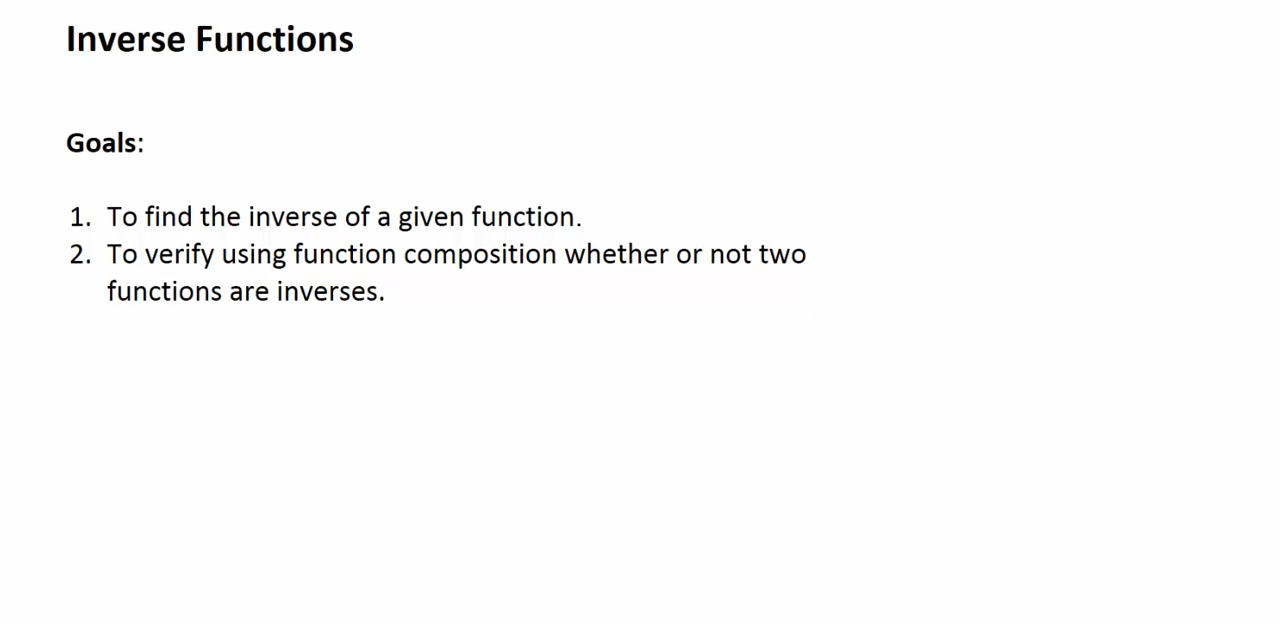 Inverse Functions
Goals:
1. To find the inverse of a given function.
2. To verify using function composition whether or not two
functions are inverses.